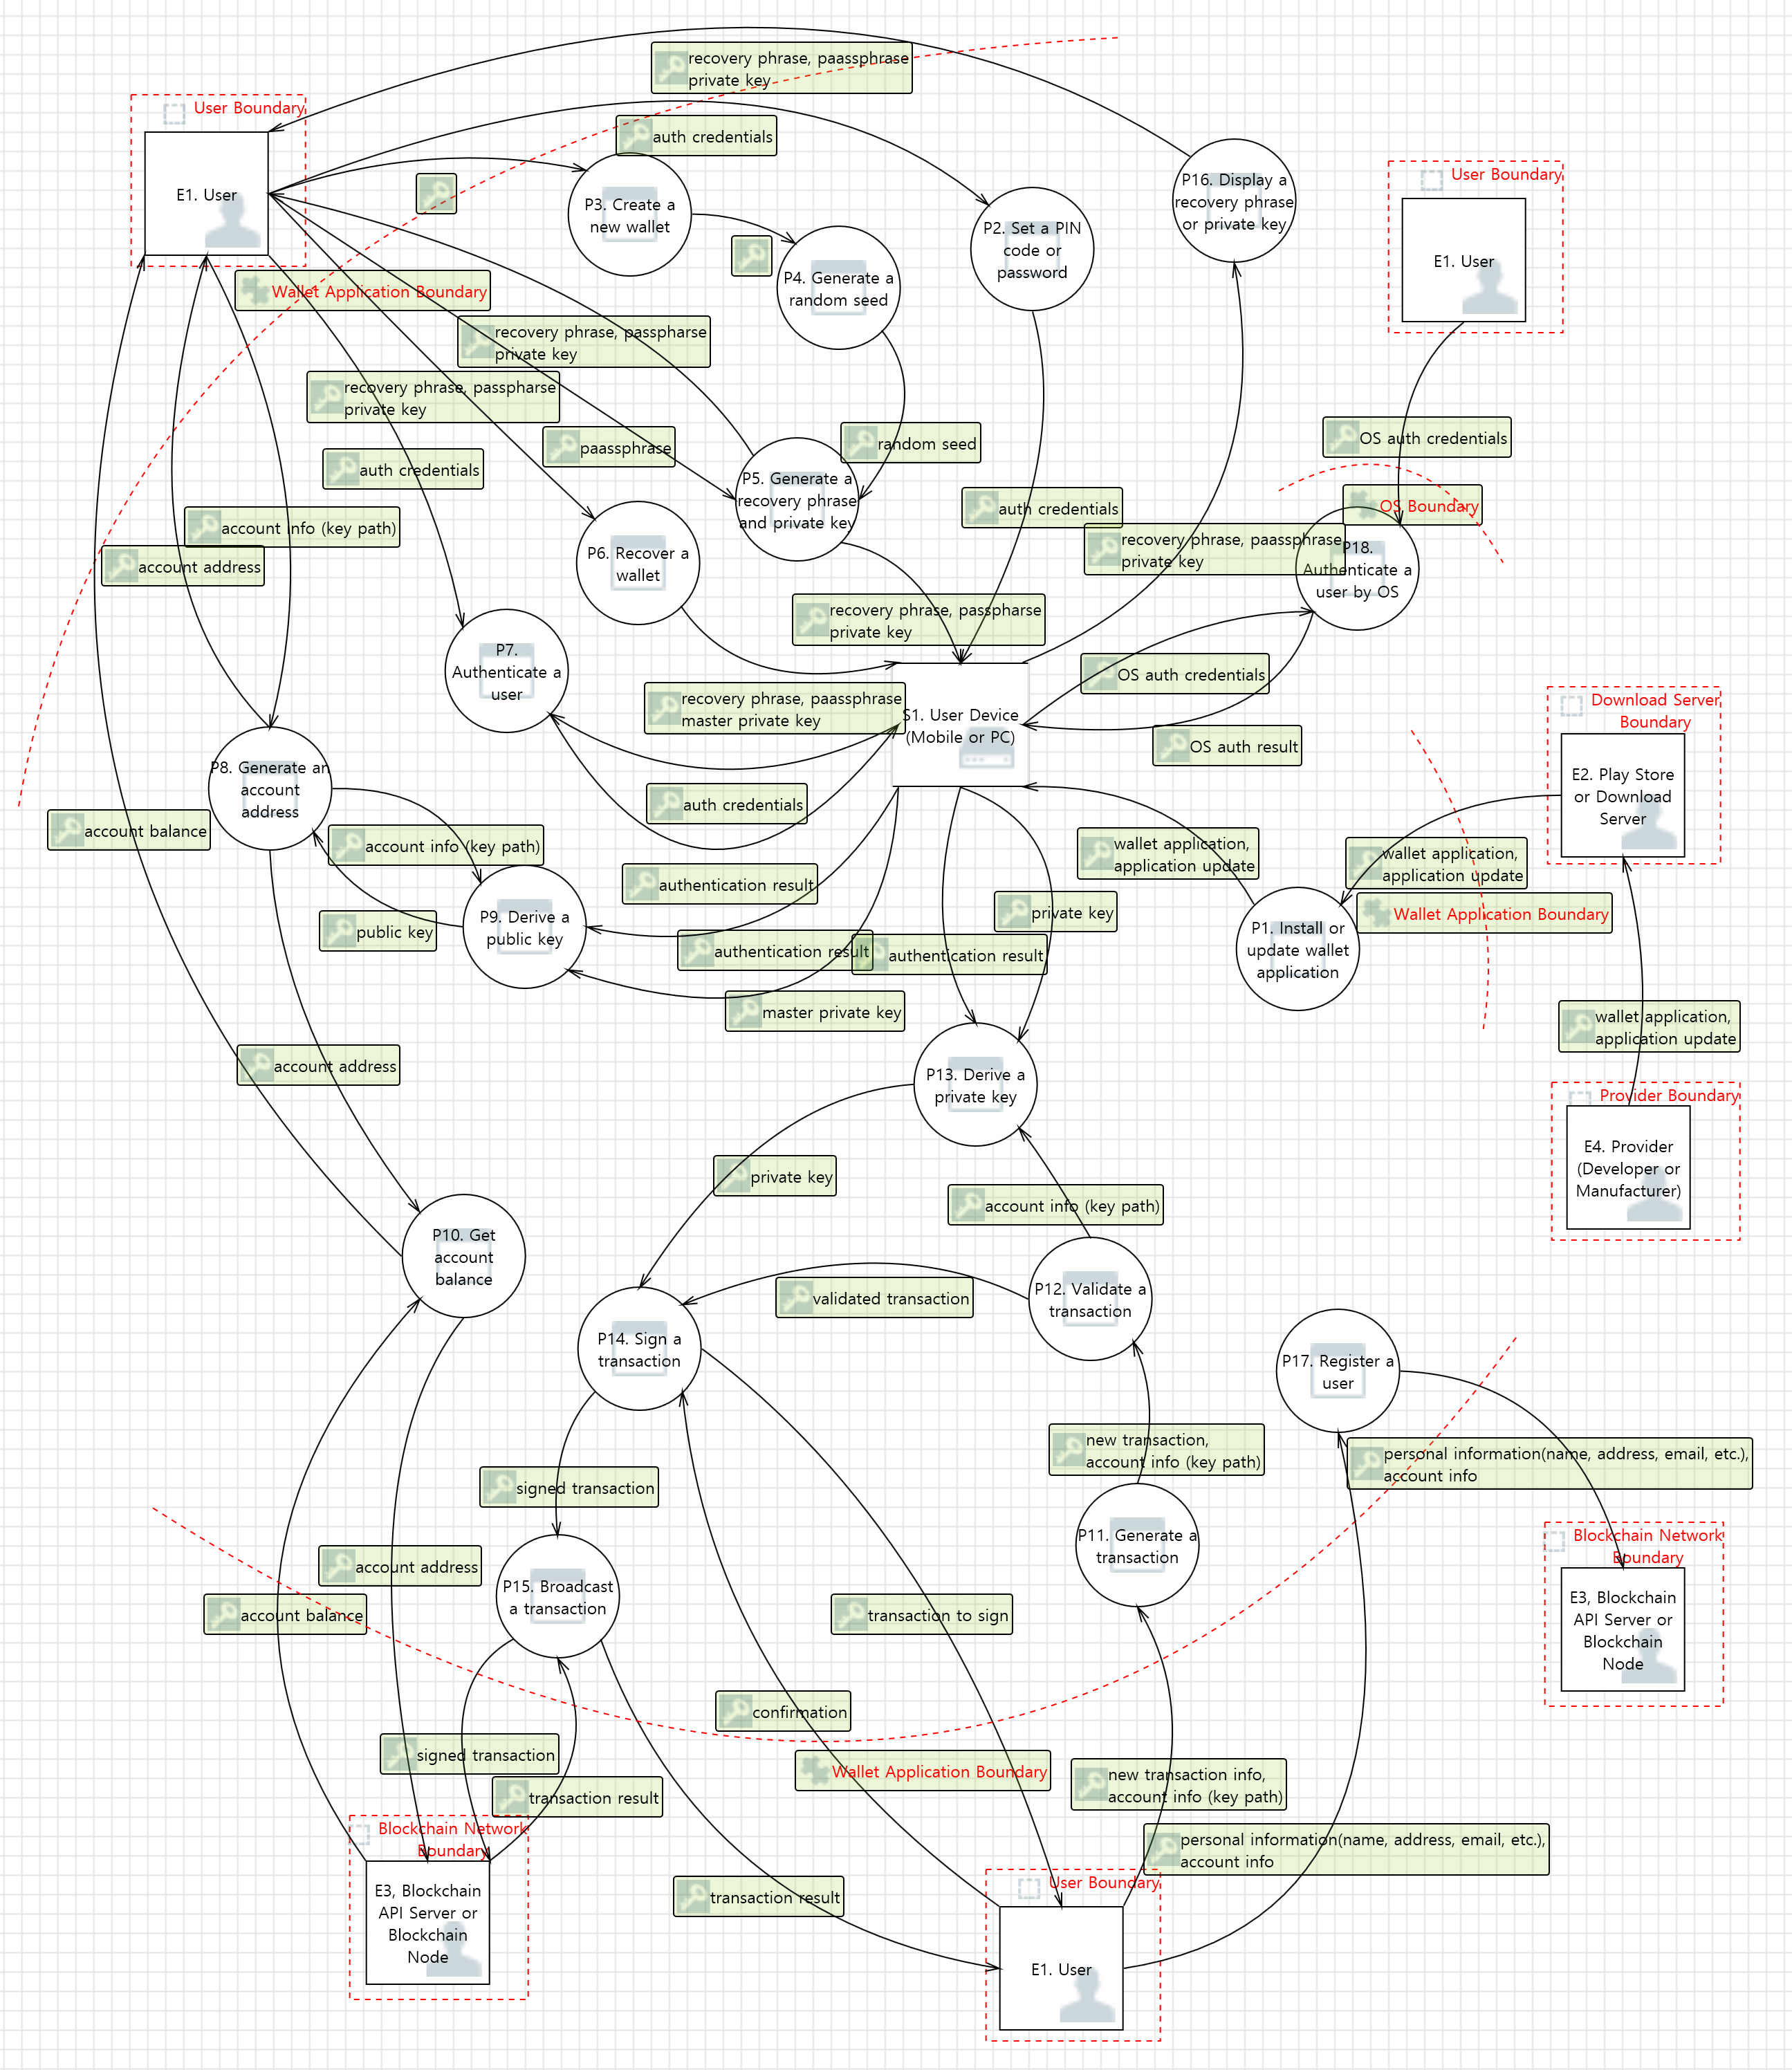 recovery phrase, paassphrase
private key
User Boundary
auth credentials
E1. User
P3. Create a
new wallet
P16. Display a
recovery phrase
or private key
User Boundary
P2. Set a PIN
code or
password
E1. User
P4. Generate a
random seed
Wallet Application Boundary
recovery phrase, passpharse
private key
recovery phrase, passpharse
private key
paassphrase
random seed
OS auth credentials
auth credentials
P5. Generate a
recovery phrase
and private key
auth credentials
OS Boundary
account info (key path)
account address
P6. Recover a
wallet
recovery phrase, paassphrase
private key
P18.
Authenticate a
user by OS
recovery phrase, passpharse
private key
P7.
Authenticate a
user
OS auth credentials
recovery phrase, paassphrase
master private key
S1. User Device
(Mobile or PC)
OS auth result
Download Server
Boundary
E2. Play Store
or Download
Server
P8. Generate an
account
address
auth credentials
account balance
account info (key path)
wallet application,
application update
wallet application,
application update
authentication result
private key
Wallet Application Boundary
P9. Derive a
public key
public key
authentication result
authentication result
P1. Install or
update wallet
application
master private key
wallet application,
application update
account address
P13. Derive a
private key
Provider Boundary
E4. Provider
(Developer or
Manufacturer)
private key
account info (key path)
P10. Get
account
balance
validated transaction
P12. Validate a
transaction
P14. Sign a
transaction
P17. Register a
user
new transaction,
account info (key path)
personal information(name, address, email, etc.),
account info
signed transaction
P11. Generate a
transaction
Blockchain Network
Boundary
account address
P15. Broadcast
a transaction
account balance
transaction to sign
E3, Blockchain
API Server or
Blockchain
Node
confirmation
signed transaction
Wallet Application Boundary
transaction result
new transaction info,
account info (key path)
Blockchain Network
Boundary
personal information(name, address, email, etc.),
account info
transaction result
User Boundary
E3, Blockchain
API Server or
Blockchain
Node
E1. User